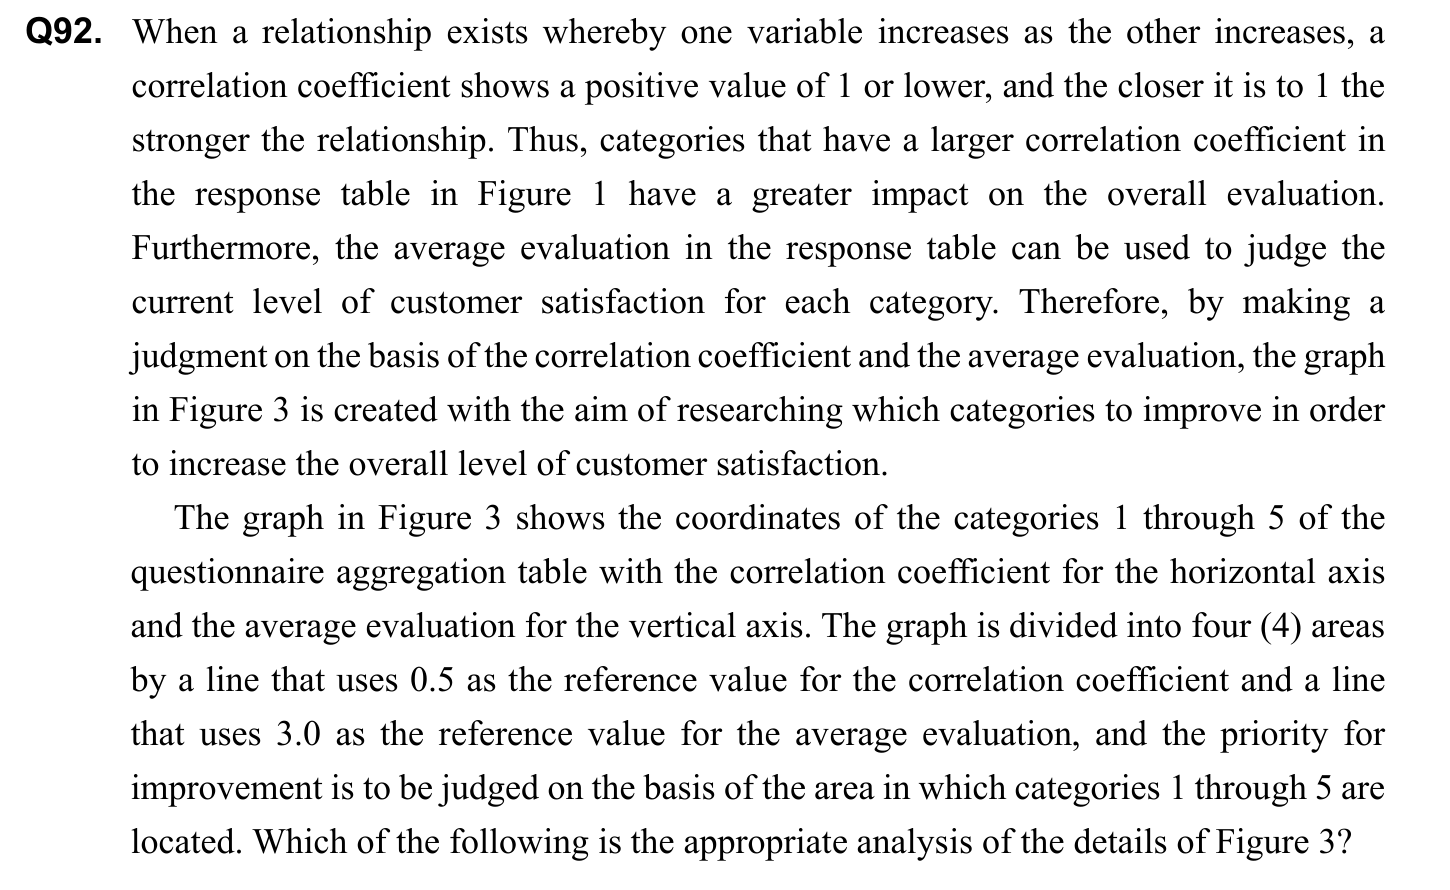 Q92. When a relationship exists whereby one variable increases as the other increases, a
correlation coefficient shows a positive value of 1 or lower, and the closer it is to 1 the
stronger the relationship. Thus, categories that have a larger correlation coefficient in
the response table in Figure 1 have a greater impact on the overall evaluation.
Furthermore, the average evaluation in the response table can be used to judge the
current level of customer satisfaction for each category. Therefore, by making a
judgment on the basis of the correlation coefficient and the average evaluation, the graph
in Figure 3 is created with the aim of researching which categories to improve in order
to increase the overall level of customer satisfaction.
The graph in Figure 3 shows the coordinates of the categories 1 through 5 of the
questionnaire aggregation table with the correlation coefficient for the horizontal axis
and the average evaluation for the vertical axis. The graph is divided into four (4) areas
by a line that uses 0.5 as the reference value for the correlation coefficient and a line
that uses 3.0 as the reference value for the average evaluation, and the priority for
improvement is to be judged on the basis of the area in which categories 1 through 5 are
located. Which of the following is the appropriate analysis of the details of Figure 3?